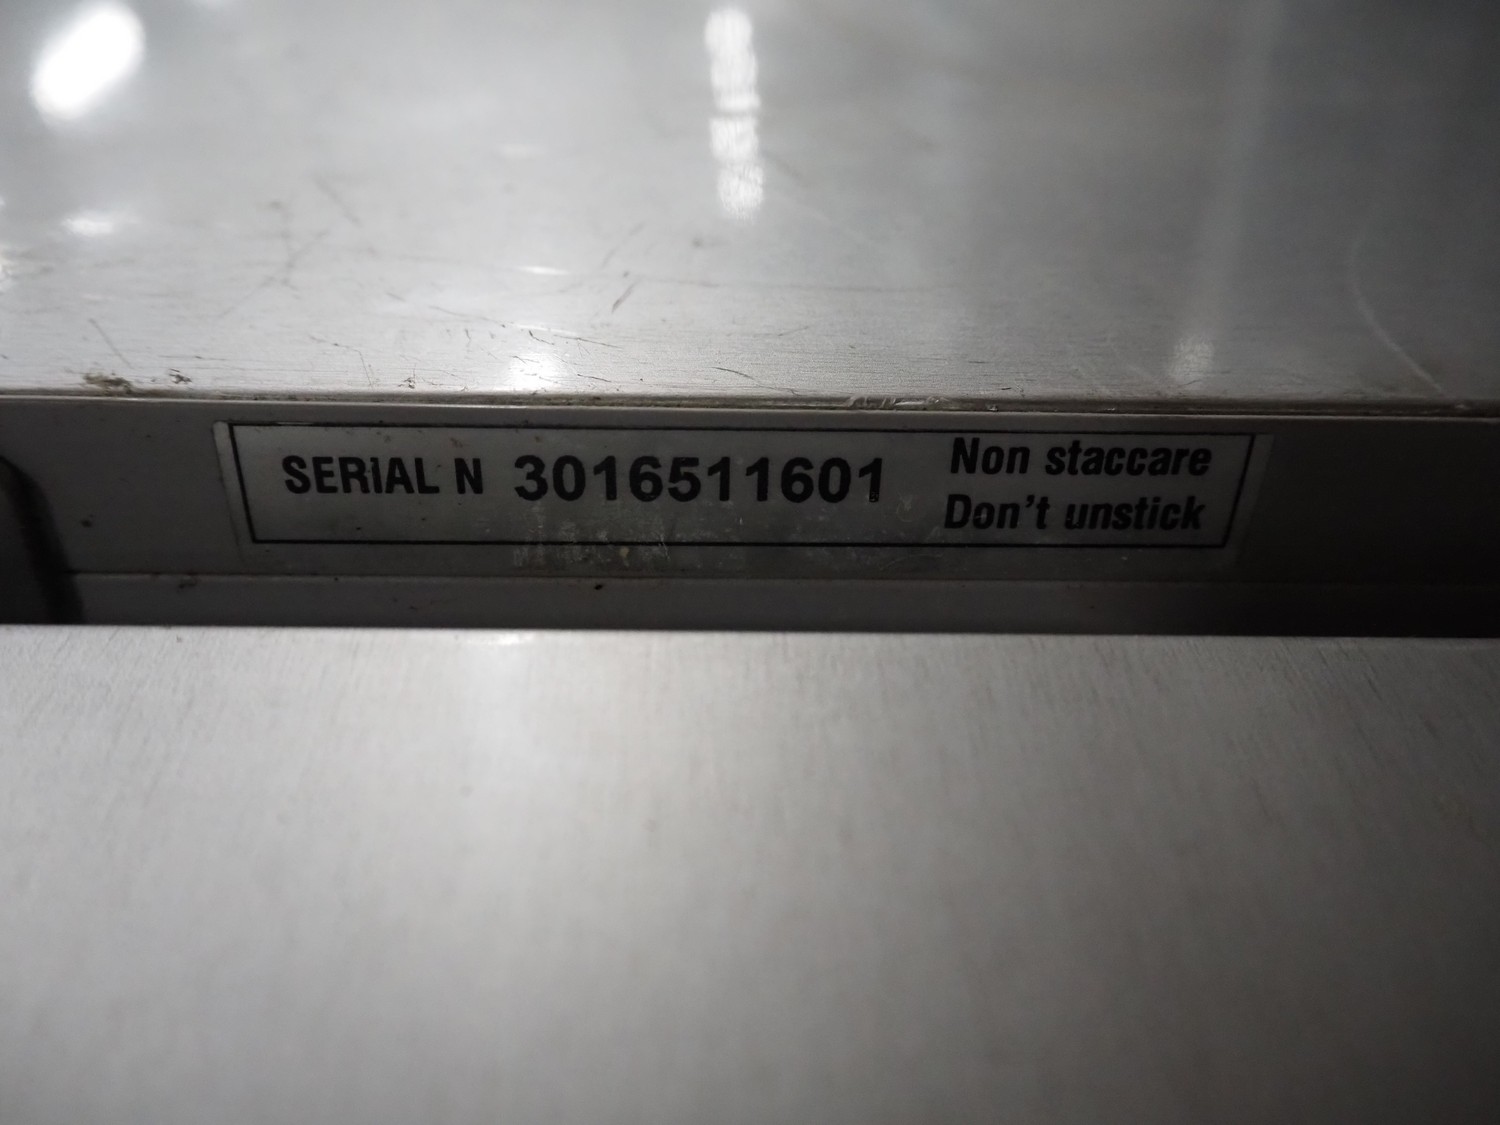 SERIAL N 3016511601
Non staccare
Don't unstick